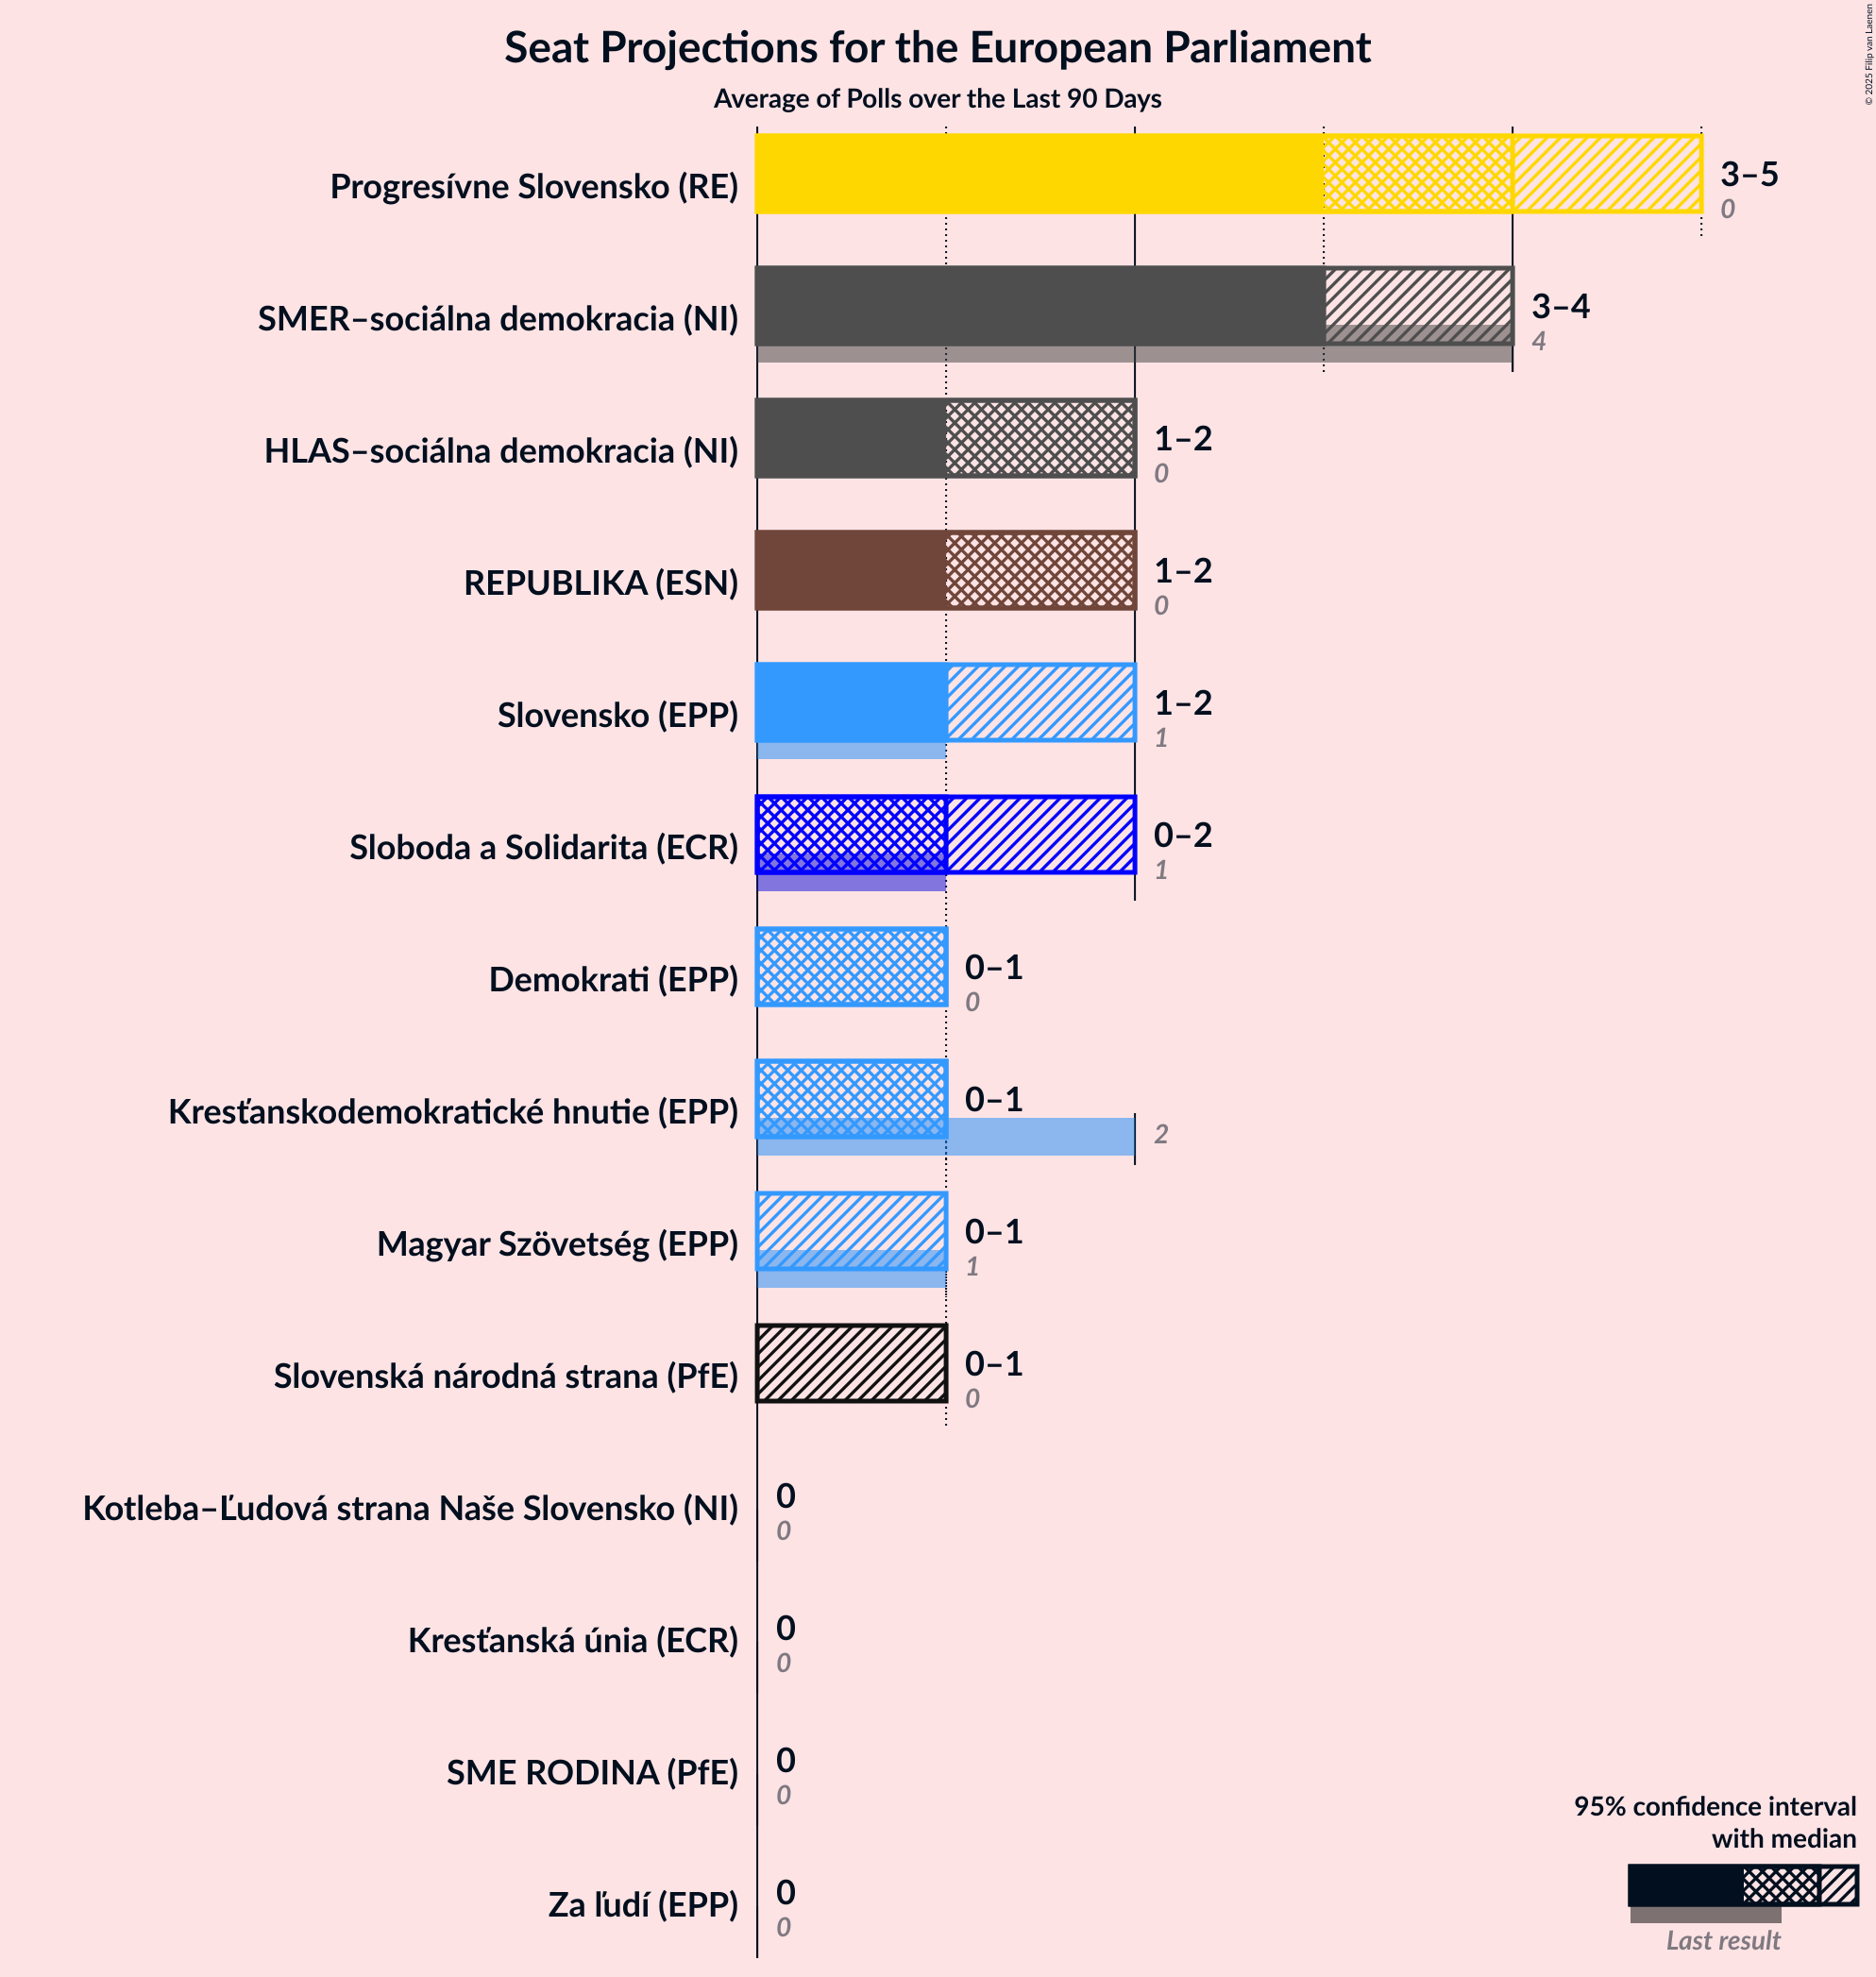 Seat Projections for the European Parliament
Average of Polls over the Last 90 Days
© 2025 Filip van Laenen
Progresívne Slovensko (RE)
3–5
0
SMER–sociálna demokracia (NI)
3–4
4
HLAS–sociálna demokracia (NI)
1–2
0
REPUBLIKA (ESN)
1–2
0
Slovensko (EPP)
1–2
1
Sloboda a Solidarita (ECR)
0–2
1
Demokrati (EPP)
0–1
0
Kresťanskodemokratické hnutie (EPP)
0–1
2
Magyar Szövetség (EPP)
0–1
1
Slovenská národná strana (PfE)
0–1
0
Kotleba–Ľudová strana Naše Slovensko (NI)
0
0
Kresťanská únia (ECR)
0
0
SME RODINA (PfE)
0
0
Za ľudí (EPP)
0
0
95% confidence interval
with median
Last result